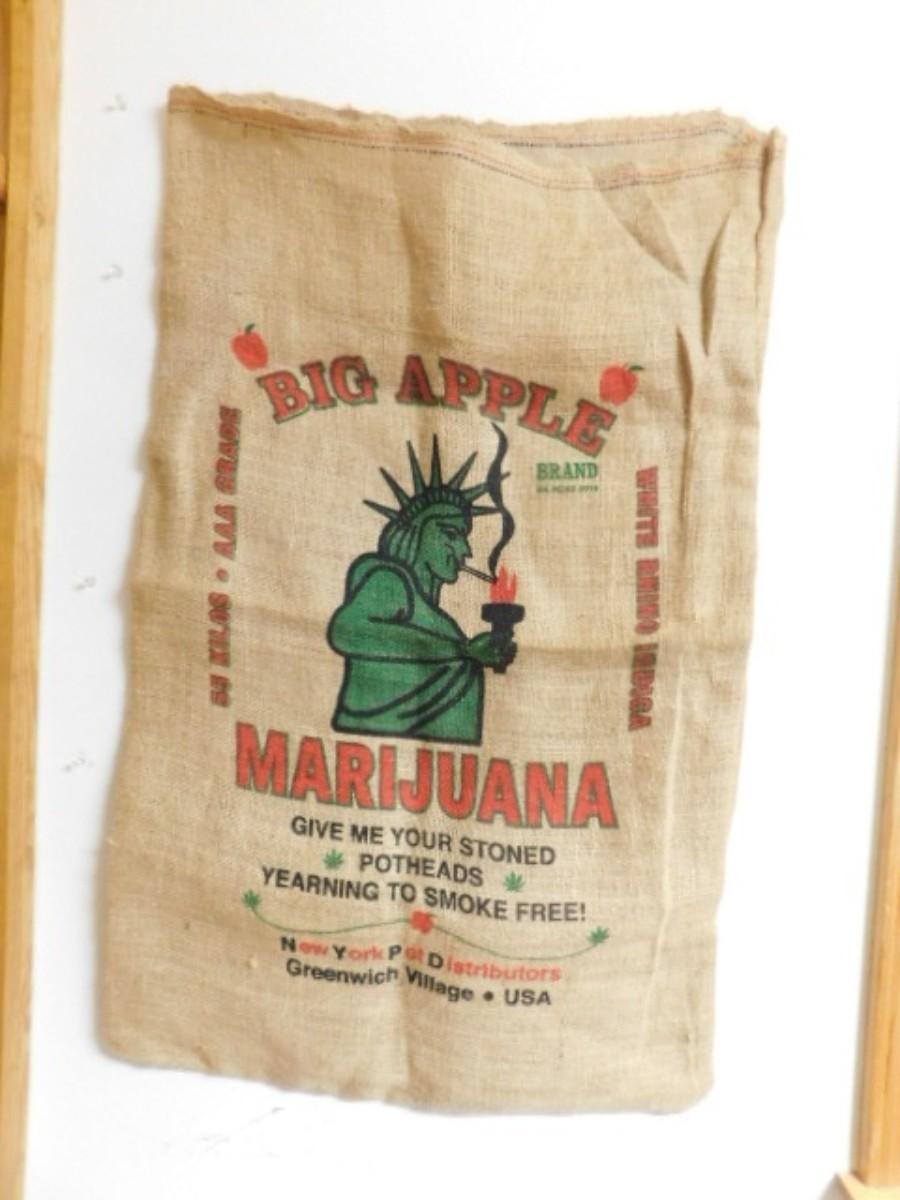 BIG APPLE
BRAND
55 KILOS • AAA GRADE
WHITE RHINO INDICA
MARIJUANA
GIVE ME YOUR STONED
POTHEADS
YEARNING TO SMOKE FREE!
New York Pot Distributors
Greenwich Village • USA